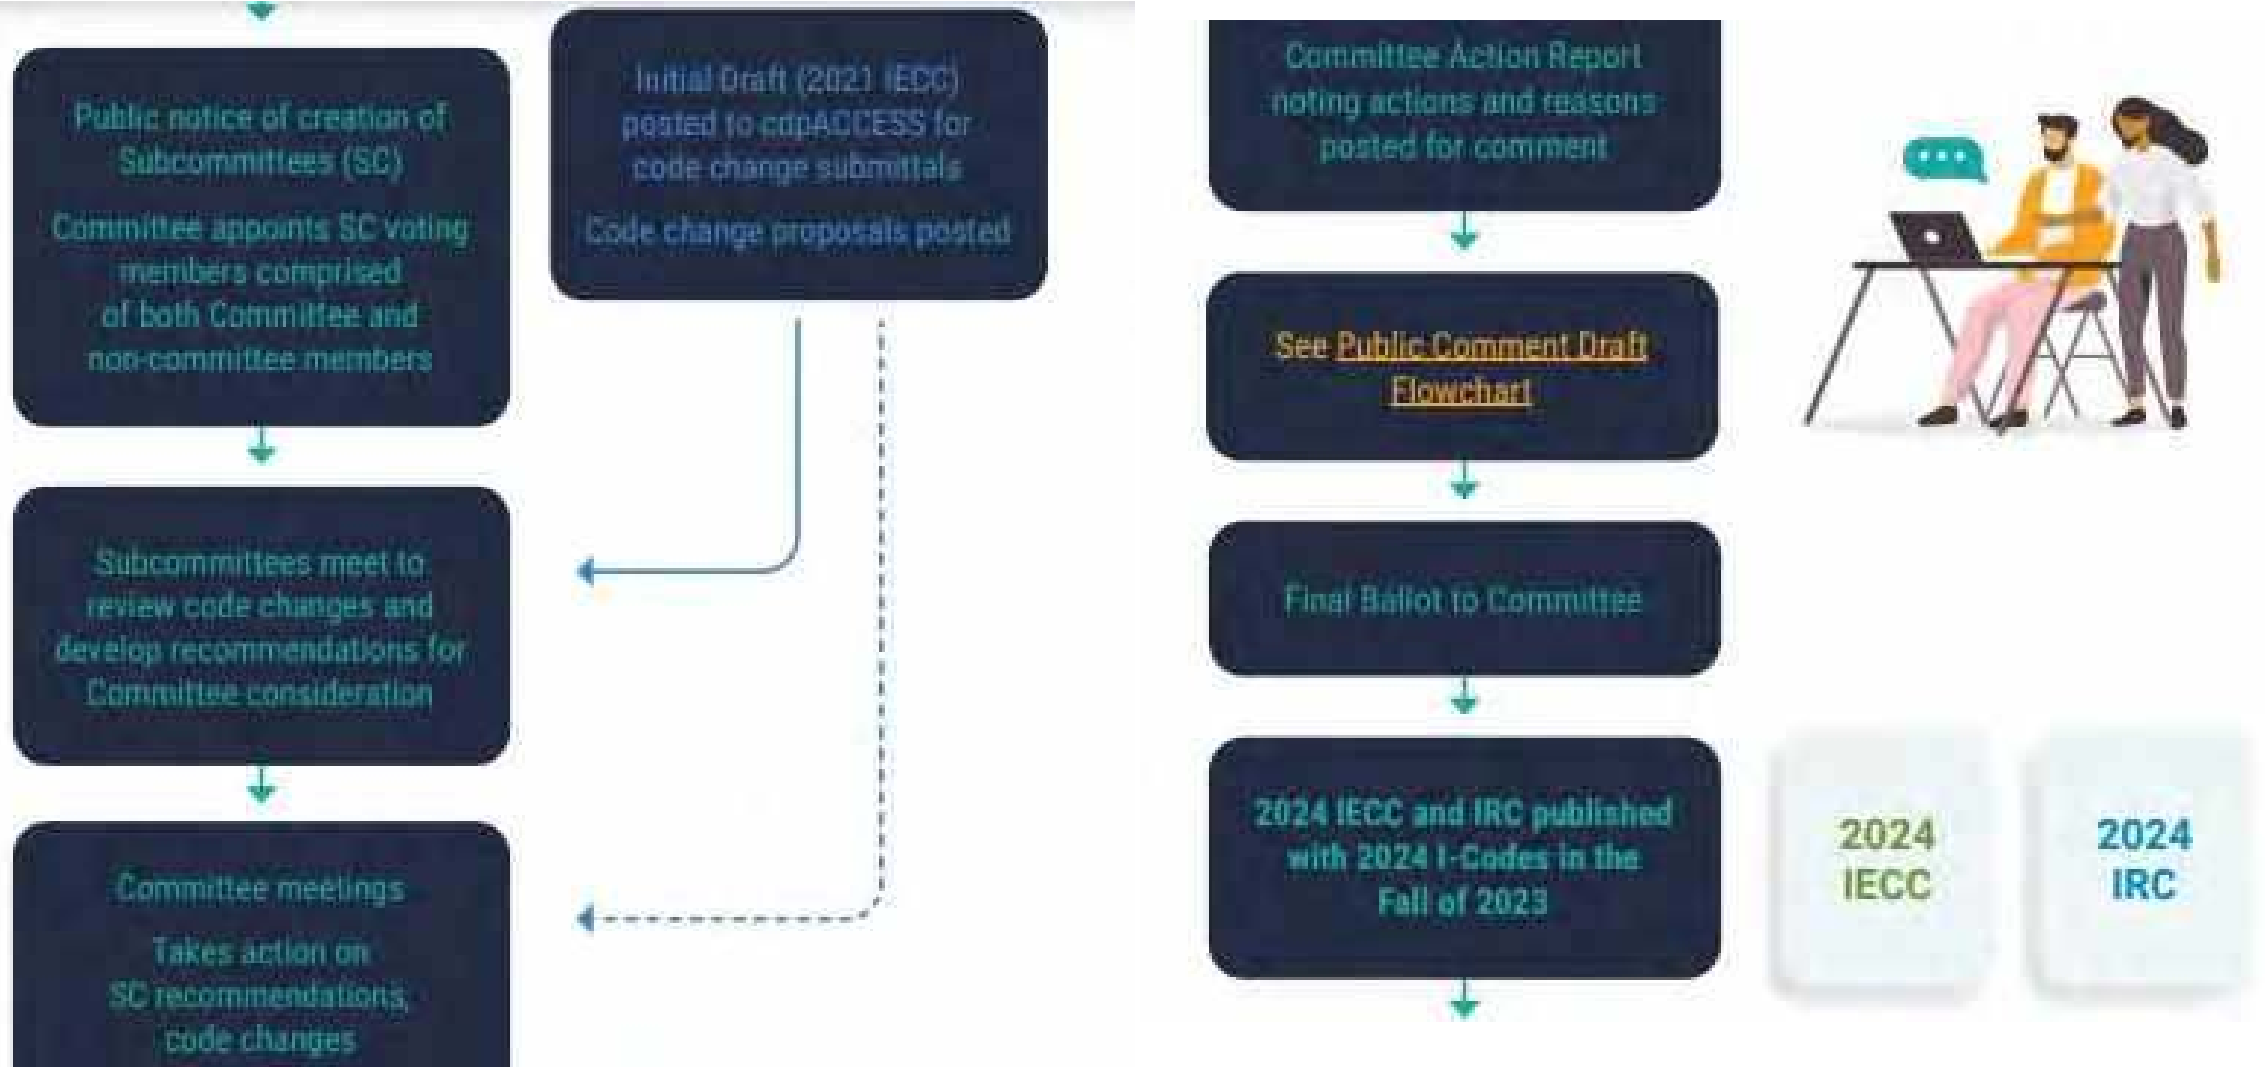 Public notice of creation of
Subcommittees (SC)
Committee appoints SC voting
members comprised
of both Committee and
non-committee members
Subcommittees meet to
review code changes and
develop recommendations for
Committee consideration
Committee meetings
Takes action on
SC recommendations,
code changes
Initial Draft (2021 IECC)
posted to cdpACCESS for
code change submittals
Code change proposals posted
Committee Action Report
noting actions and reasons
posted for comment
See Public Comment Draft
Flowchart
Final Ballot to Committee
2024 IECC and IRC published
with 2024 I-Codes in the
Fall of 2023
2024
IECC
2024
IRC